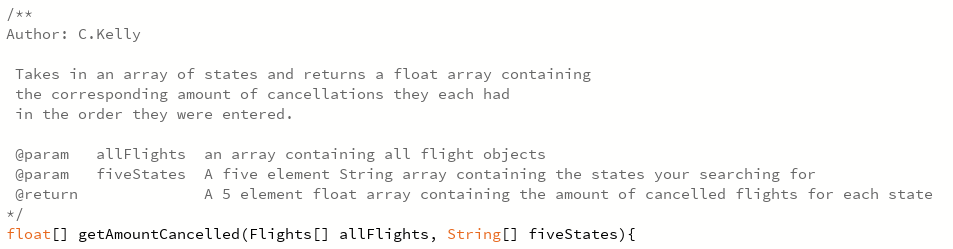 /**
Author: C.Kelly
Takes in an array of states and returns a float array containing
the corresponding amount of cancellations they each had
in the order they were entered.
@param   allFlights  an array containing all flight objects
@param   fiveStates  A five element String array containing the states your searching for
@return              A 5 element float array containing the amount of cancelled flights for each state
*/
float[] getAmountCancelled(Flights[] allFlights, String[] fiveStates){